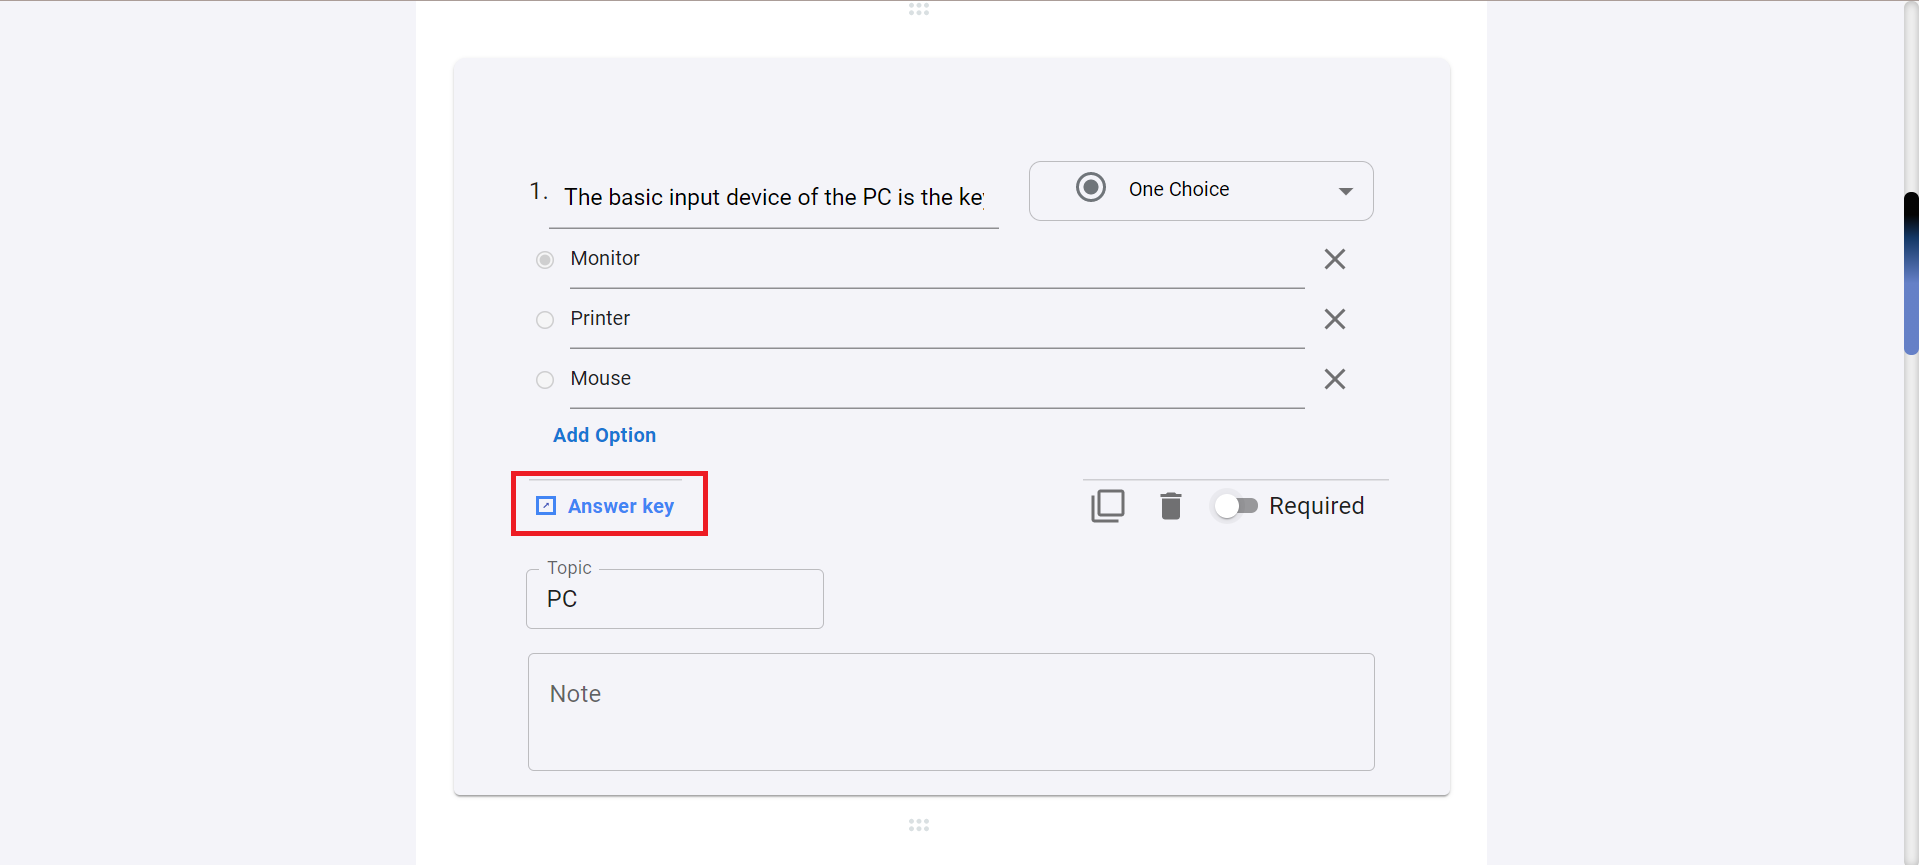 1. The basic input device of the PC is the key
One Choice
Monitor
Printer
Mouse
Add Option
Answer key
Required
Topic
PC
Note